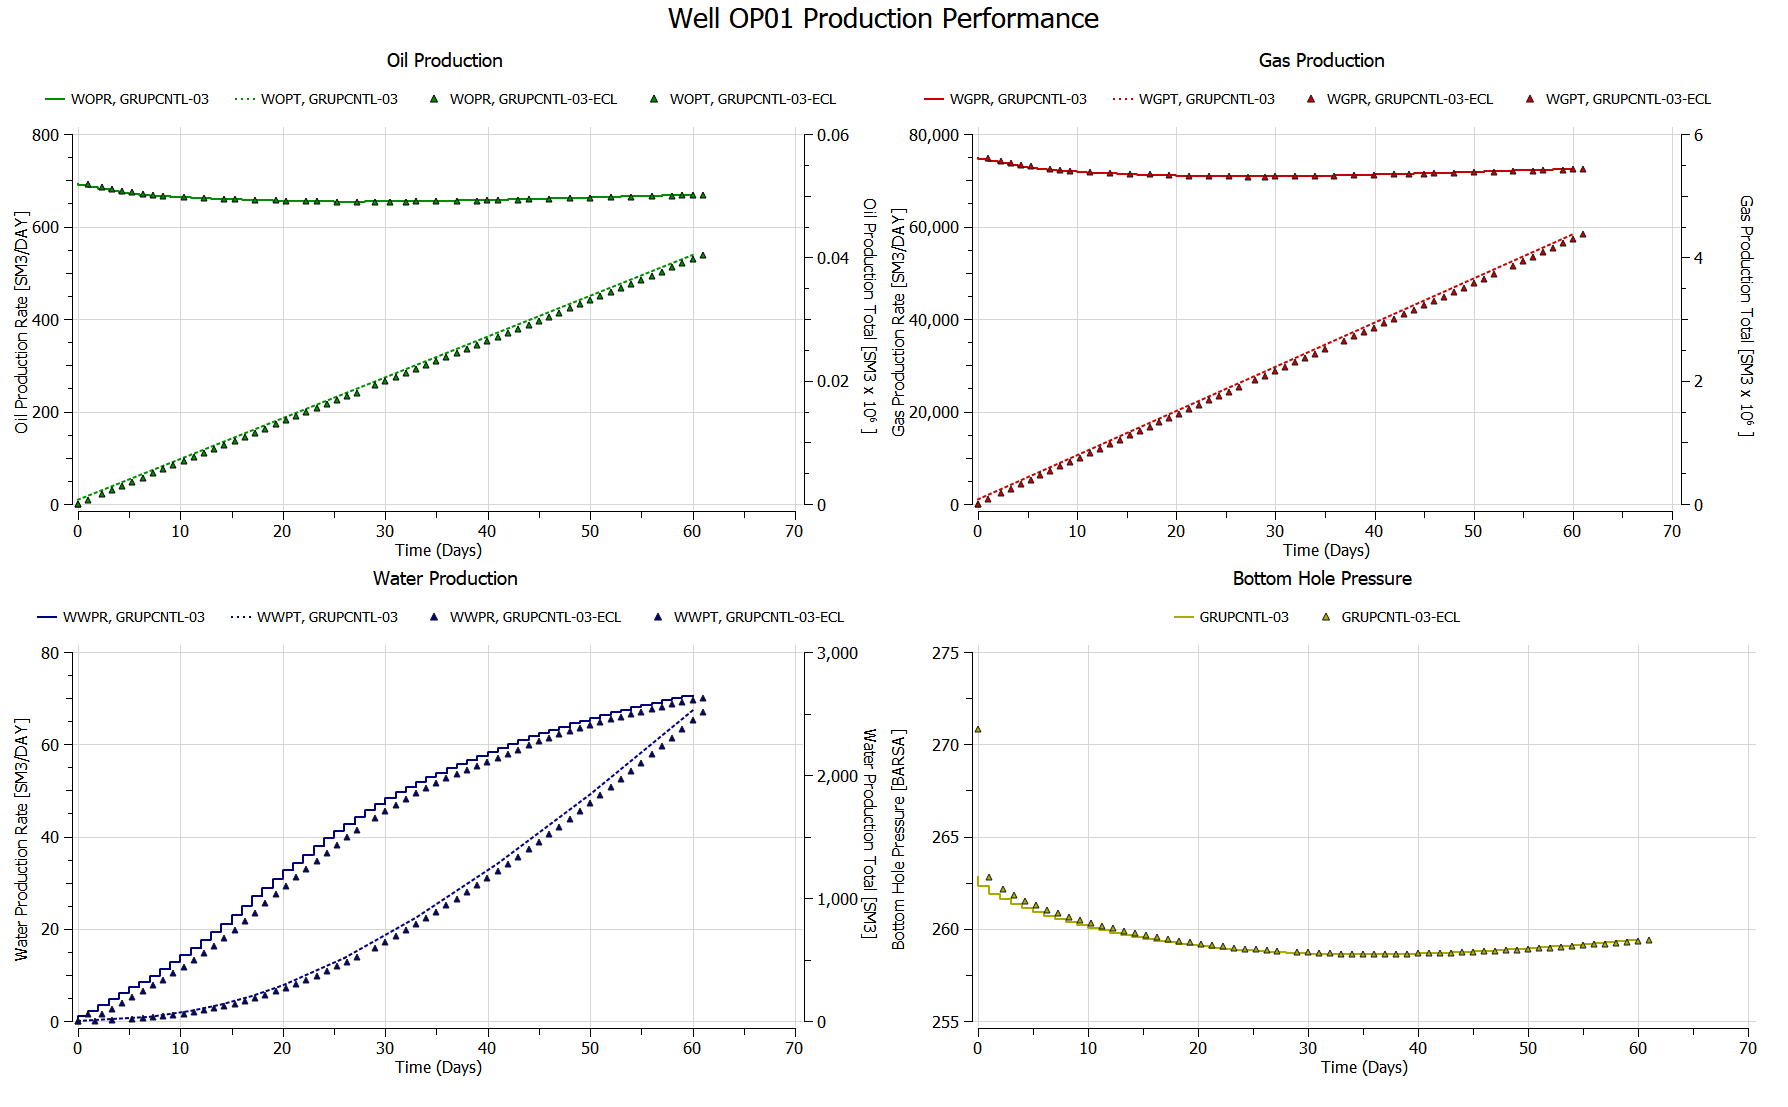 Well OP01 Production Performance
Oil Production
WOPR, GRUPCNTL-03 WOPT, GRUPCNTL-03 WOPR, GRUPCNTL-03-ECL WOPT, GRUPCNTL-03-ECL
Oil Production Rate [SM3/DAY]
800
600
400
200
0
0.06
0.04
0.02
0
Oil Production Total [SM3 x 10⁶ ]
0 10 20 30 40 50 60 70
Time (Days)
Gas Production
WGPR, GRUPCNTL-03 WGPT, GRUPCNTL-03 WGPR, GRUPCNTL-03-ECL WGPT, GRUPCNTL-03-ECL
Gas Production Rate [SM3/DAY]
80,000
60,000
40,000
20,000
0
6
4
2
0
Gas Production Total [SM3 x 10⁶ ]
0 10 20 30 40 50 60 70
Time (Days)
Water Production
WWPR, GRUPCNTL-03 WWPT, GRUPCNTL-03 WWPR, GRUPCNTL-03-ECL WWPT, GRUPCNTL-03-ECL
Water Production Rate [SM3/DAY]
80
60
40
20
0
3,000
2,000
1,000
0
Water Production Total [SM3]
0 10 20 30 40 50 60 70
Time (Days)
Bottom Hole Pressure
GRUPCNTL-03 GRUPCNTL-03-ECL
Bottom Hole Pressure [BARSA]
275
270
265
260
255
0 10 20 30 40 50 60 70
Time (Days)